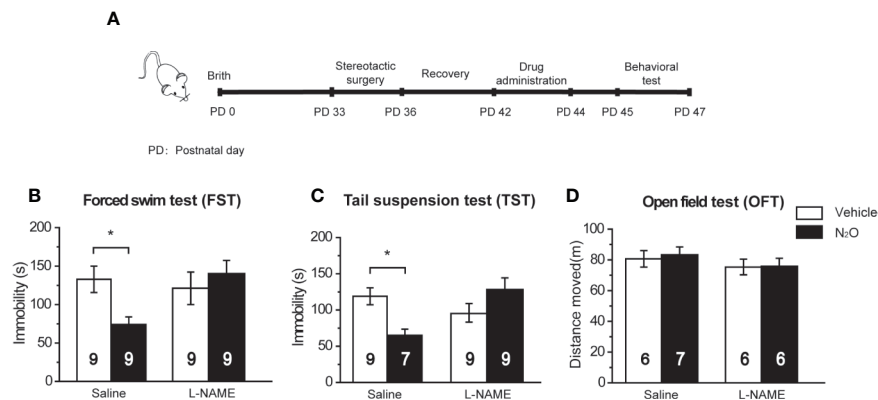 A
Brith
Stereotactic
surgery
Recovery
Drug
administration
Behavioral
test
PD 0
PD 33
PD 36
PD 42
PD 44
PD 45
PD 47
PD: Postnatal day
B
Forced swim test (FST)
Immobility (s)
200
150
100
50
0
*
9
9
9
9
Saline
L-NAME
C
Tail suspension test (TST)
Immobility (s)
200
150
100
50
0
*
9
7
9
9
Saline
L-NAME
D
Open field test (OFT)
Vehicle
N₂O
Distance moved(m)
100
80
60
40
20
0
6
7
6
6
Saline
L-NAME